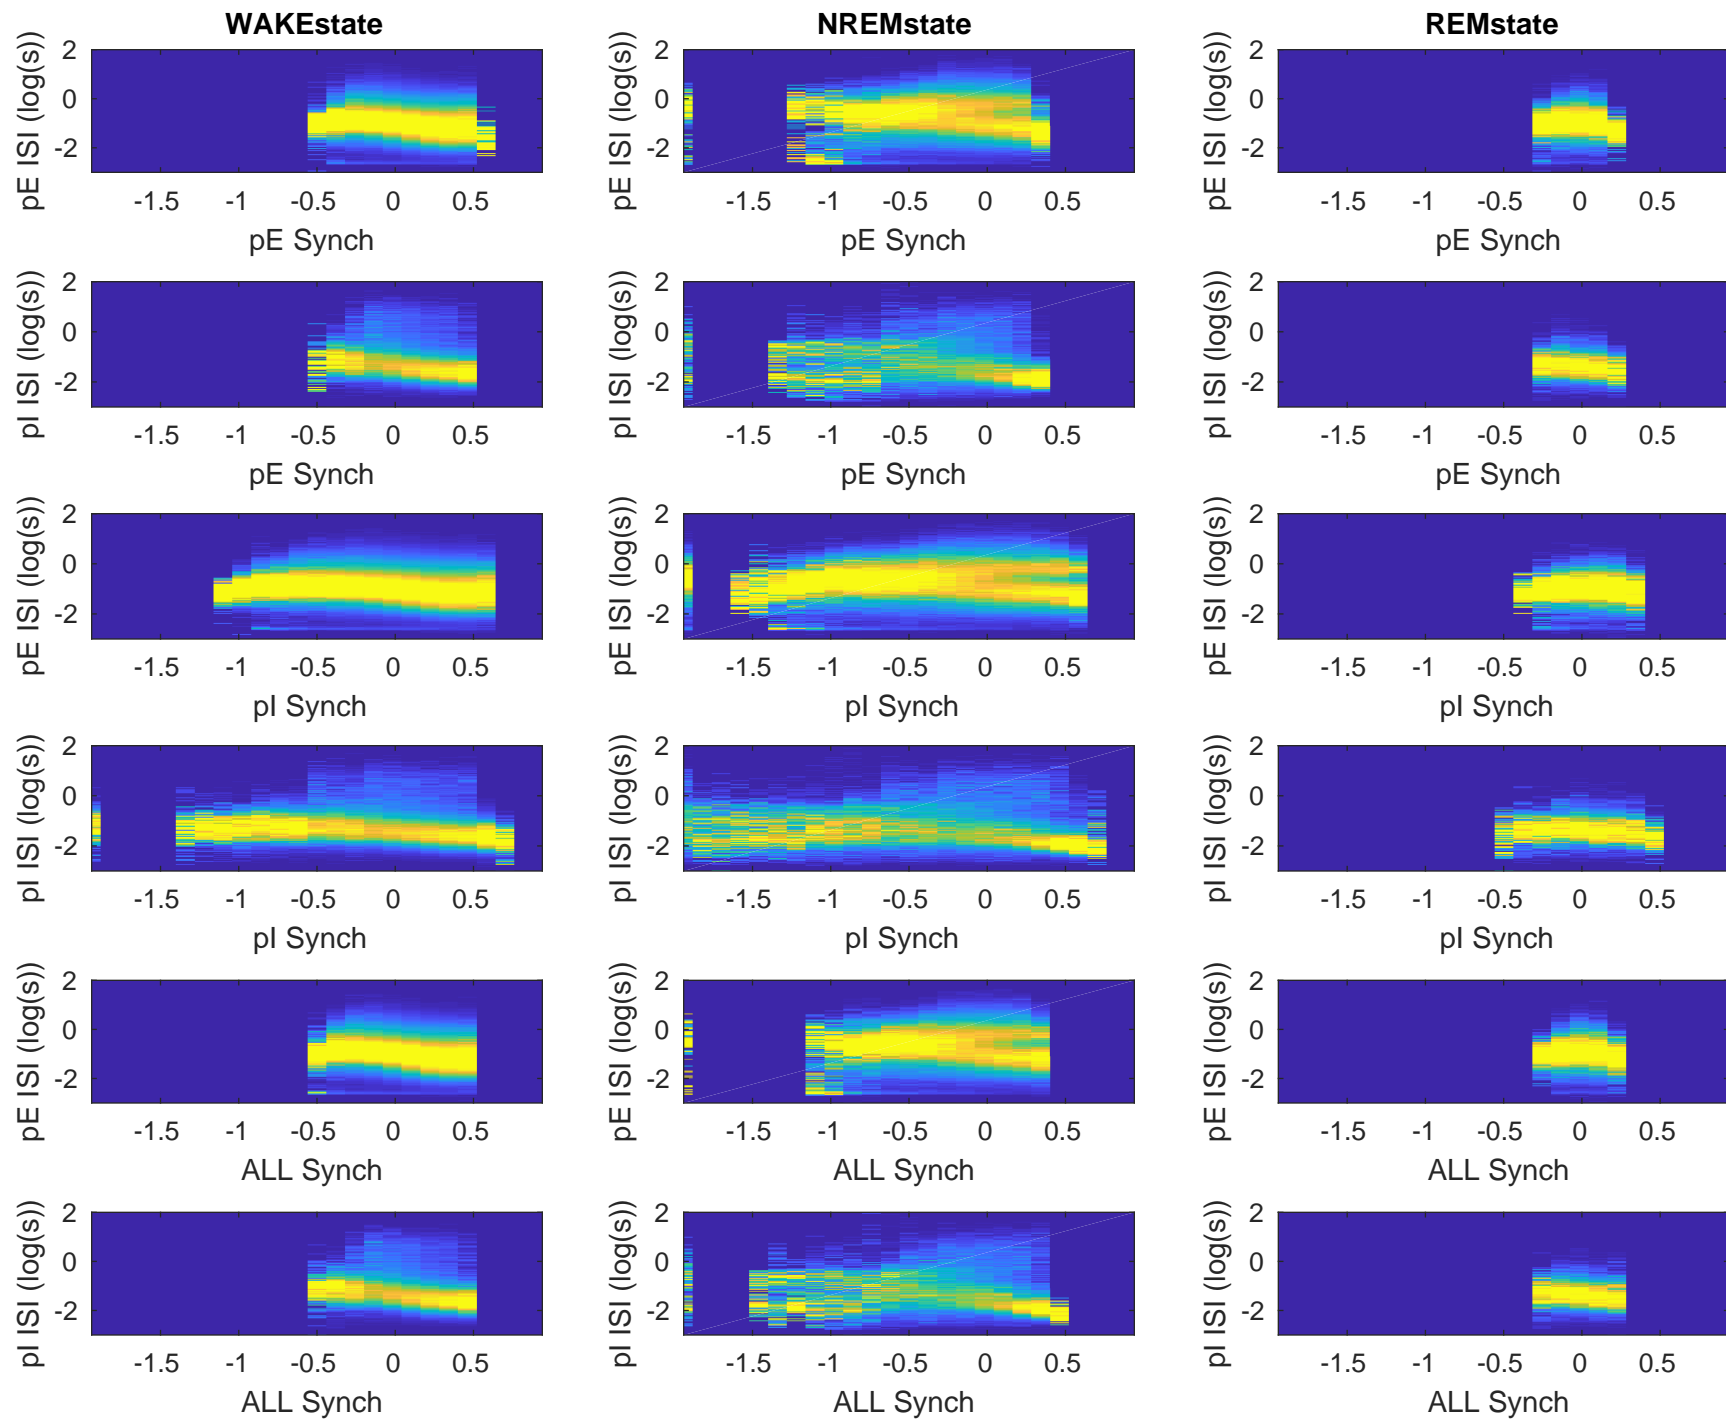 WAKEstate NREMstate REMstate
2 2 2
0 0 0
-2 -2 -2
pE ISI (log(s)) pE ISI (log(s)) pE ISI (log(s))
-1.5 -1 -0.5 0 0.5 -1.5 -1 -0.5 0 0.5 -1.5 -1 -0.5 0 0.5
pE Synch pE Synch pE Synch
2 2 2
0 0 0
-2 -2 -2
pI ISI (log(s)) pI ISI (log(s)) pI ISI (log(s))
-1.5 -1 -0.5 0 0.5 -1.5 -1 -0.5 0 0.5 -1.5 -1 -0.5 0 0.5
pE Synch pE Synch pE Synch
2 2 2
0 0 0
-2 -2 -2
pE ISI (log(s)) pE ISI (log(s)) pE ISI (log(s))
-1.5 -1 -0.5 0 0.5 -1.5 -1 -0.5 0 0.5 -1.5 -1 -0.5 0 0.5
pI Synch pI Synch pI Synch
2 2 2
0 0 0
-2 -2 -2
pI ISI (log(s)) pI ISI (log(s)) pI ISI (log(s))
-1.5 -1 -0.5 0 0.5 -1.5 -1 -0.5 0 0.5 -1.5 -1 -0.5 0 0.5
pI Synch pI Synch pI Synch
2 2 2
0 0 0
-2 -2 -2
pE ISI (log(s)) pE ISI (log(s)) pE ISI (log(s))
-1.5 -1 -0.5 0 0.5 -1.5 -1 -0.5 0 0.5 -1.5 -1 -0.5 0 0.5
ALL Synch ALL Synch ALL Synch
2 2 2
0 0 0
-2 -2 -2
pI ISI (log(s)) pI ISI (log(s)) pI ISI (log(s))
-1.5 -1 -0.5 0 0.5 -1.5 -1 -0.5 0 0.5 -1.5 -1 -0.5 0 0.5
ALL Synch ALL Synch ALL Synch